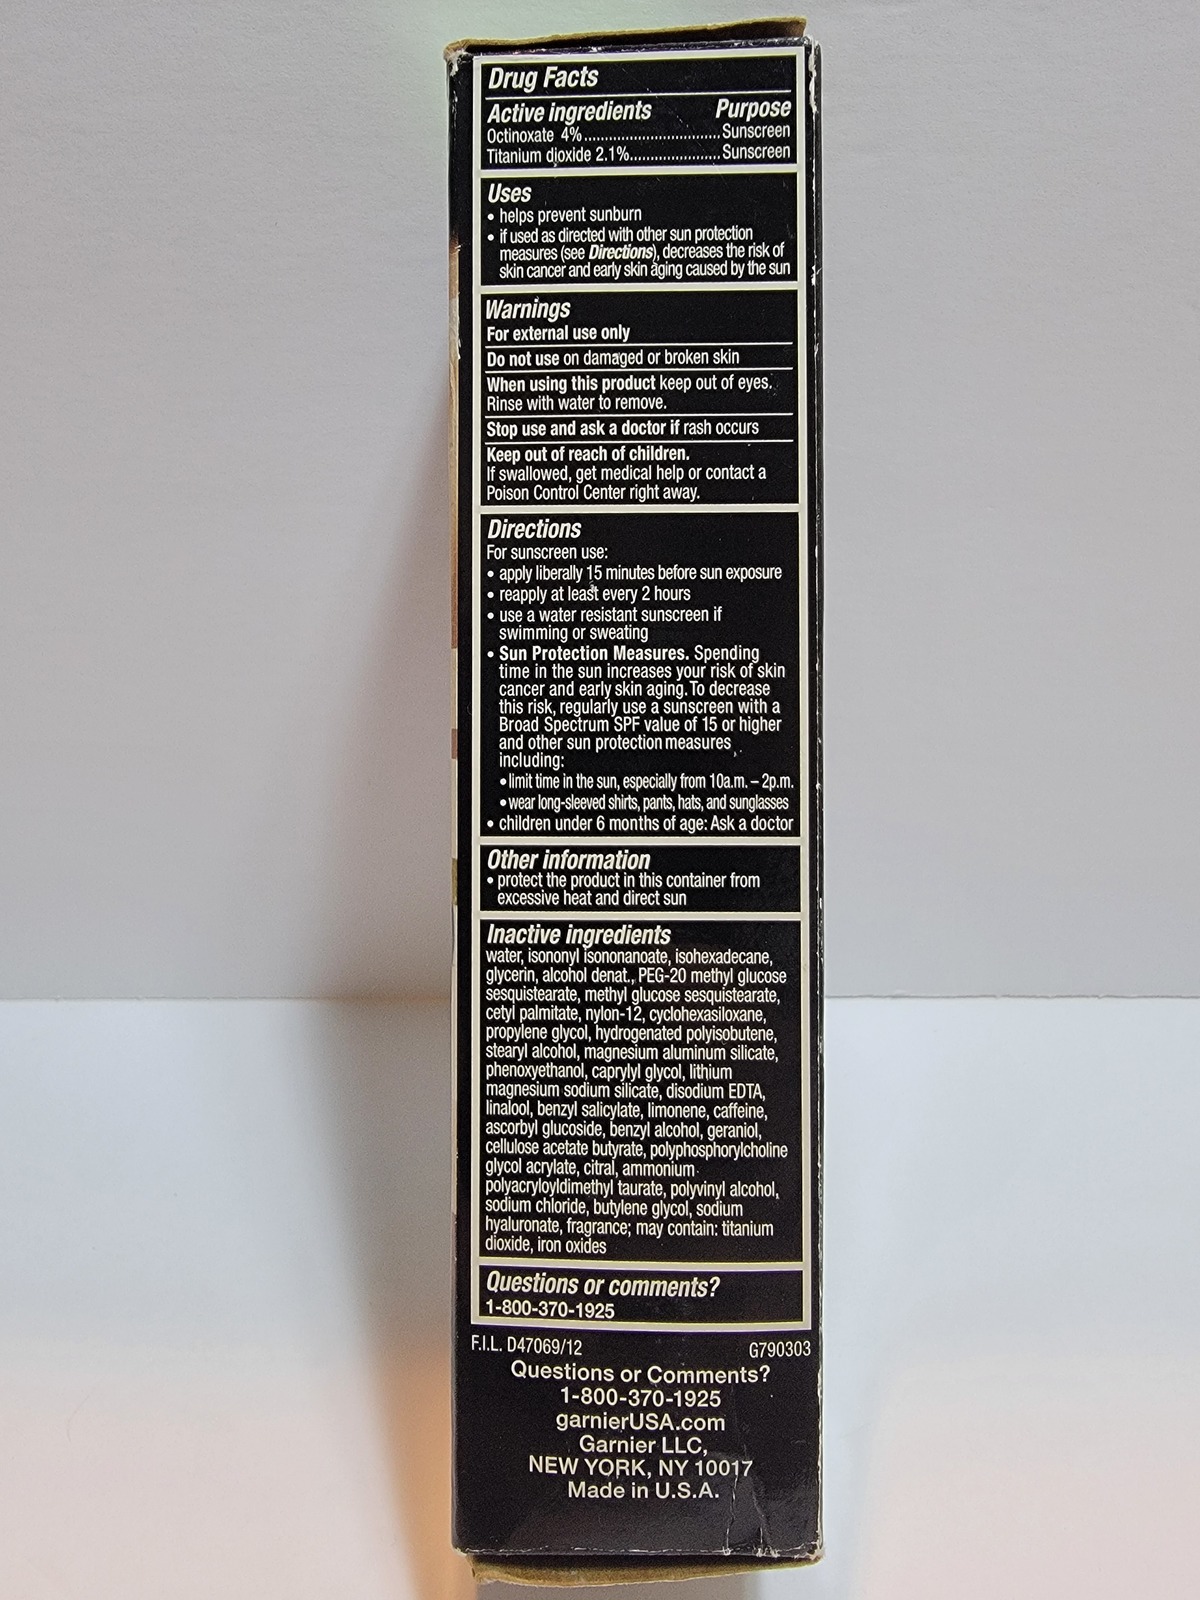 Drug Facts
Active ingredients Purpose
Octinoxate 4%................................Sunscreen
Titanium dioxide 2.1%......................Sunscreen
Uses
• helps prevent sunburn
• if used as directed with other sun protection
measures (see Directions), decreases the risk of
skin cancer and early skin aging caused by the sun
Warnings
For external use only
Do not use on damaged or broken skin
When using this product keep out of eyes.
Rinse with water to remove.
Stop use and ask a doctor if rash occurs
Keep out of reach of children.
If swallowed, get medical help or contact a
Poison Control Center right away.
Directions
For sunscreen use:
• apply liberally 15 minutes before sun exposure
• reapply at least every 2 hours
• use a water resistant sunscreen if
swimming or sweating
• Sun Protection Measures. Spending
time in the sun increases your risk of skin
cancer and early skin aging. To decrease
this risk, regularly use a sunscreen with a
Broad Spectrum SPF value of 15 or higher
and other sun protection measures
including:
• limit time in the sun, especially from 10a.m. – 2p.m.
• wear long-sleeved shirts, pants, hats, and sunglasses
• children under 6 months of age: Ask a doctor
Other information
• protect the product in this container from
excessive heat and direct sun
Inactive ingredients
water, isononyl isononanoate, isohexadecane,
glycerin, alcohol denat., PEG-20 methyl glucose
sesquistearate, methyl glucose sesquistearate,
cetyl palmitate, nylon-12, cyclohexasiloxane,
propylene glycol, hydrogenated polyisobutene,
stearyl alcohol, magnesium aluminum silicate,
phenoxyethanol, caprylyl glycol, lithium
magnesium sodium silicate, disodium EDTA,
linalool, benzyl salicylate, limonene, caffeine,
ascorbyl glucoside, benzyl alcohol, geraniol,
cellulose acetate butyrate, polyphosphorylcholine
glycol acrylate, citral, ammonium
polyacryloyldimethyl taurate, polyvinyl alcohol,
sodium chloride, butylene glycol, sodium
hyaluronate, fragrance; may contain: titanium
dioxide, iron oxides
Questions or comments?
1-800-370-1925
F.I.L. D47069/12 G790303
Questions or Comments?
1-800-370-1925
garnierUSA.com
Garnier LLC,
NEW YORK, NY 10017
Made in U.S.A.